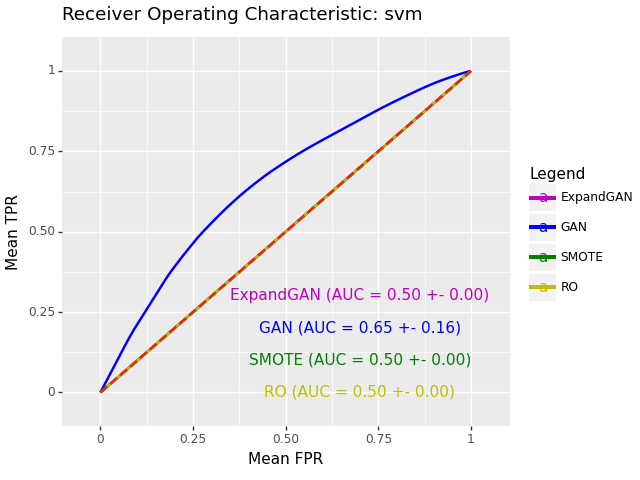 Receiver Operating Characteristic: svm
Mean TPR
1
0.75
0.50
0.25
0
ExpandGAN (AUC = 0.50 +- 0.00)
GAN (AUC = 0.65 +- 0.16)
SMOTE (AUC = 0.50 +- 0.00)
RO (AUC = 0.50 +- 0.00)
0 0.25 0.50 0.75 1
Mean FPR
Legend
a ExpandGAN
a GAN
a SMOTE
a RO